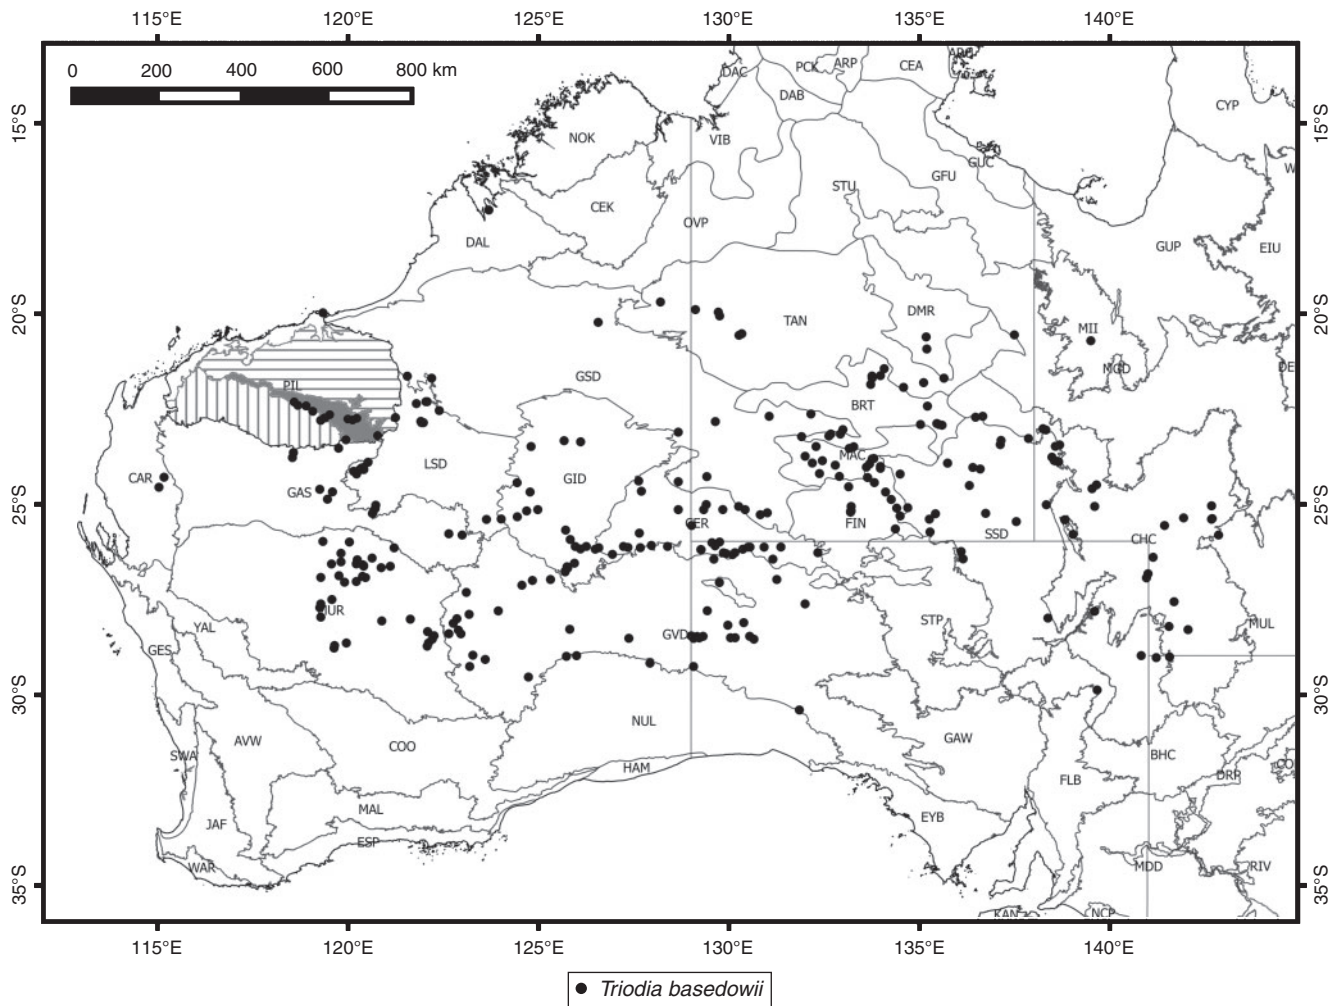 115°E 120°E 125°E 130°E 135°E 140°E
0 200 400 600 800 km
DAC PCK ARP CEA
DAB
CYP
15°S 15°S
NOK VIB
GUC
GFU
STU
CEK
OVP
DAL
GUP EIU
20°S 20°S
TAN DMR
MII
MGD DE
GSD
PIL
BRT
MAC
LSD
CAR GID
GAS
25°S 25°S
CER FIN
SSD
CHC
MUR
STP MUL
YAL
GVD
GES
30°S 30°S
NUL
AVW COO GAW
SWA BHC
HAM
FLB DRP CO
MAL
JAF EYB
ESP
WAR MDD RIV
35°S 35°S
KAN NCP
115°E 120°E 125°E 130°E 135°E 140°E
● Triodia basedowii